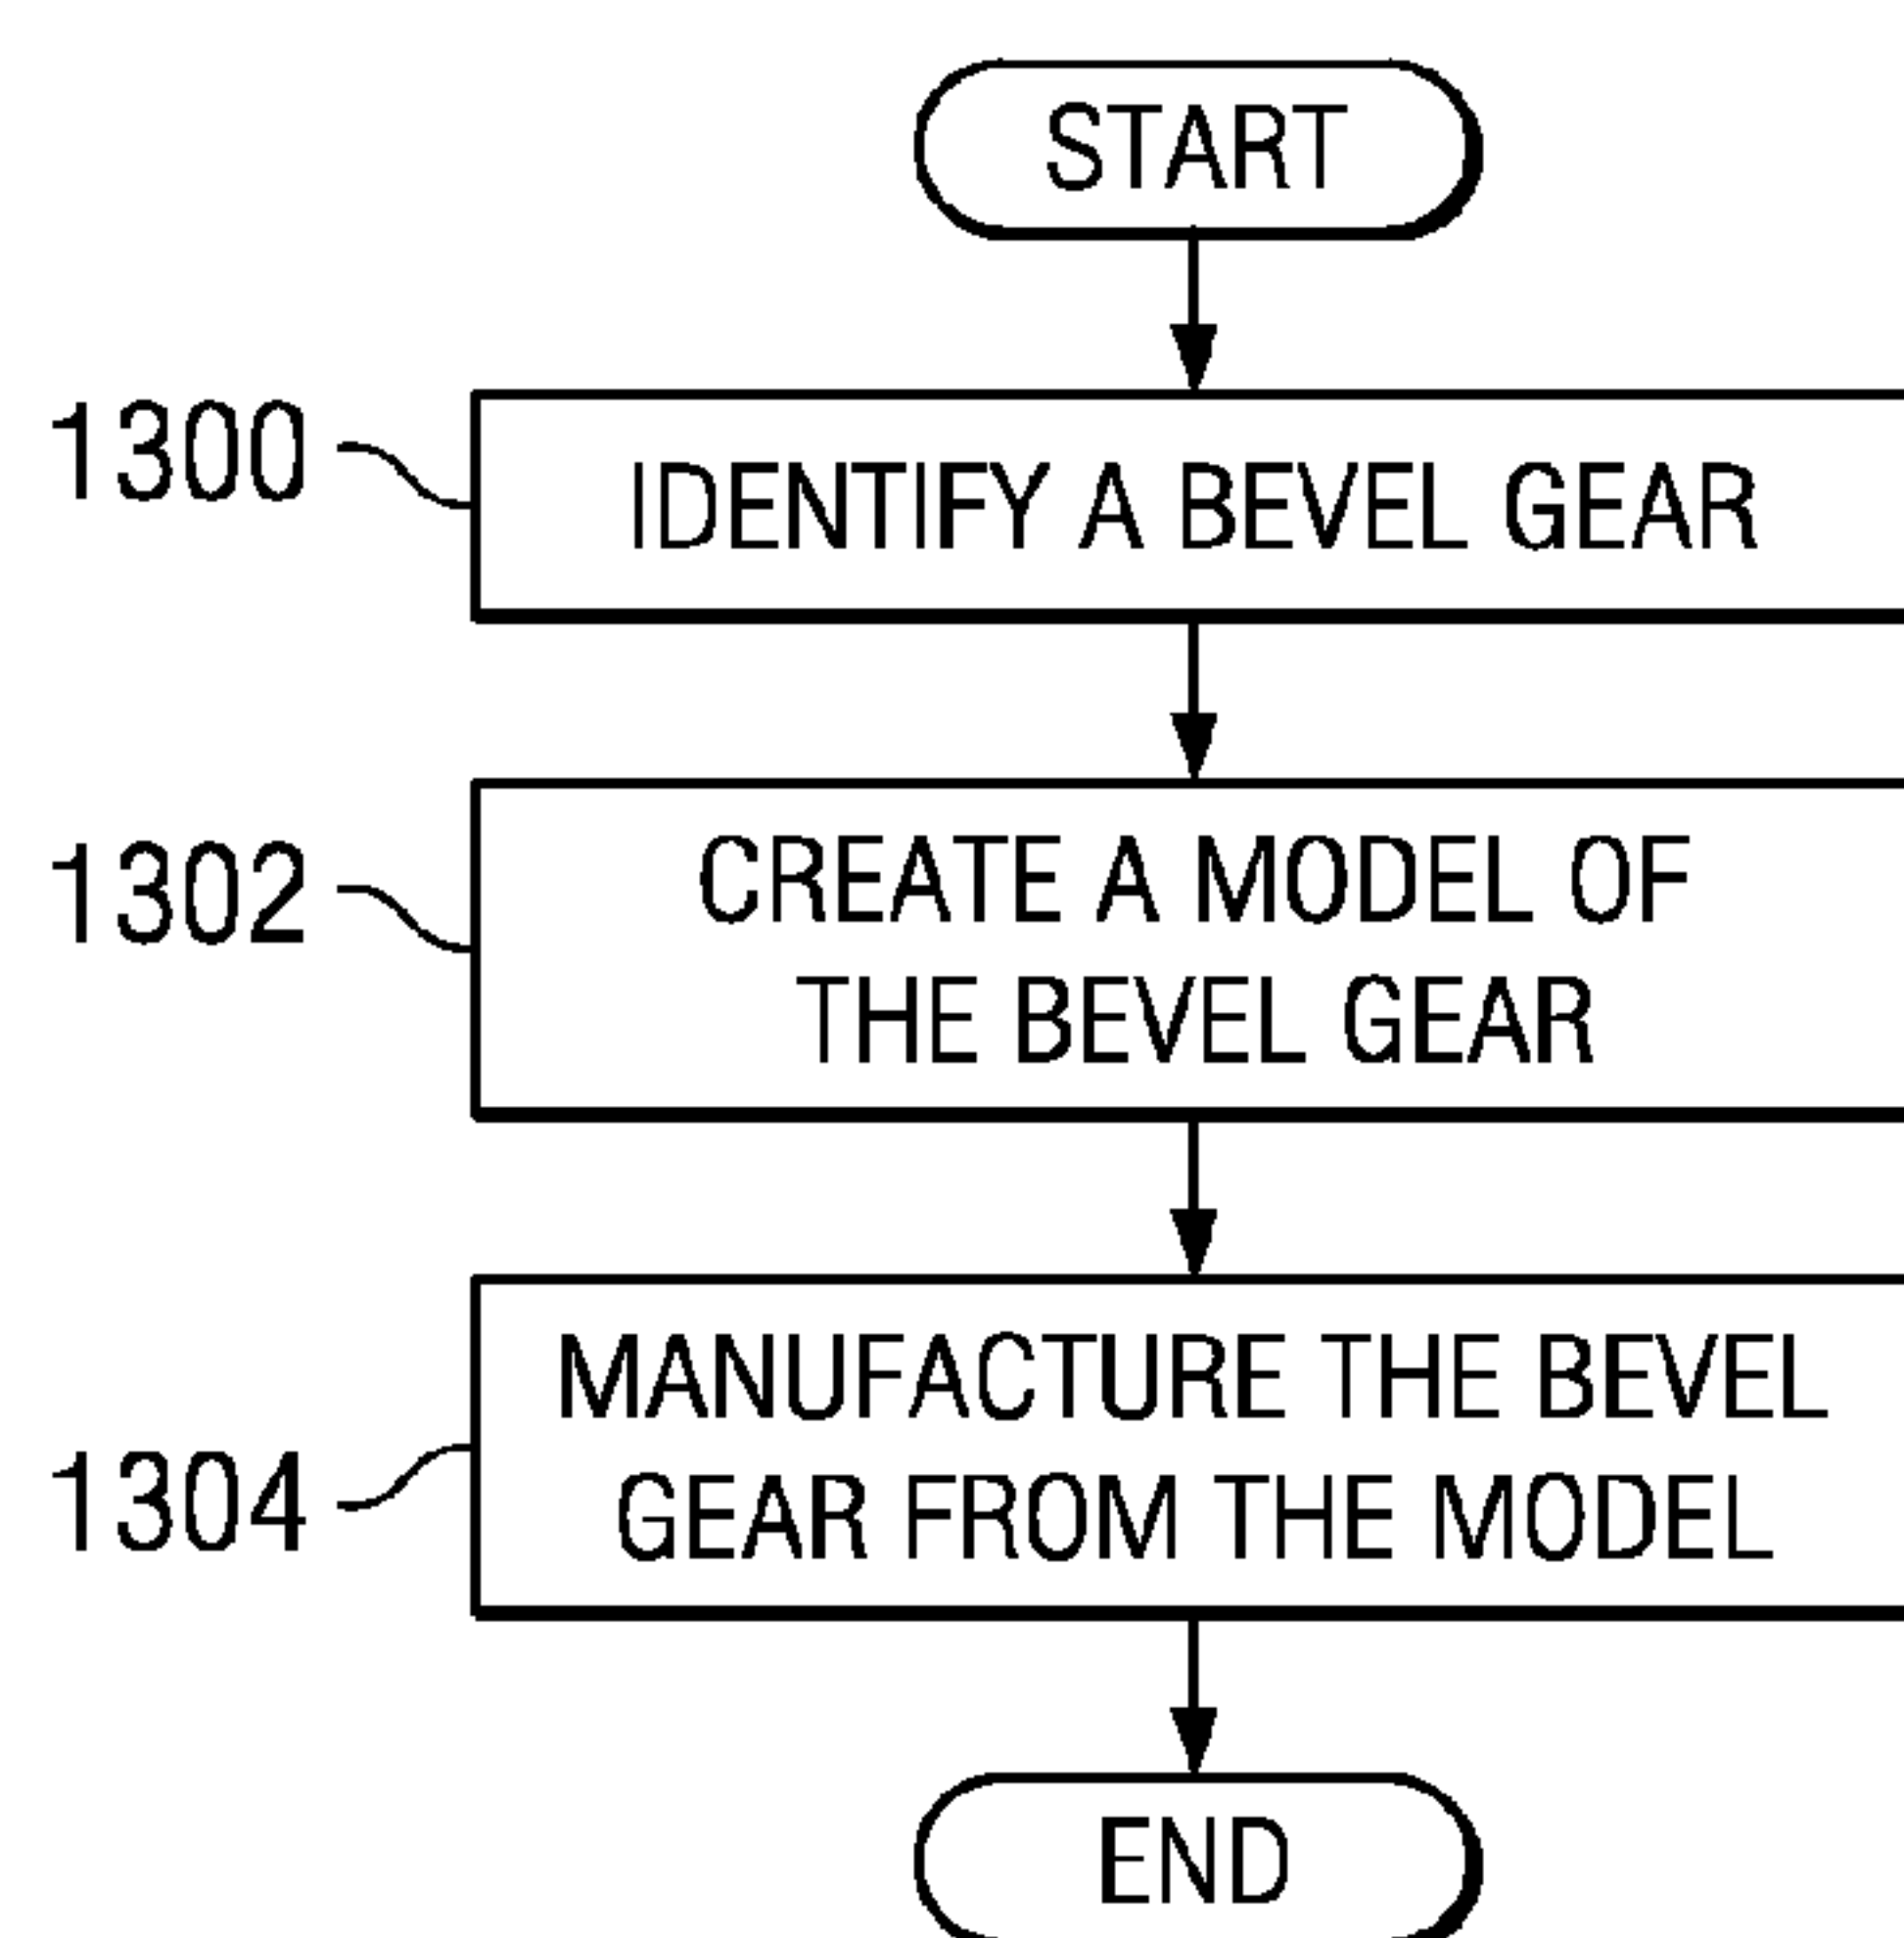 START
1300
IDENTIFY A BEVEL GEAR
1302
CREATE A MODEL OF
THE BEVEL GEAR
1304
MANUFACTURE THE BEVEL
GEAR FROM THE MODEL
END